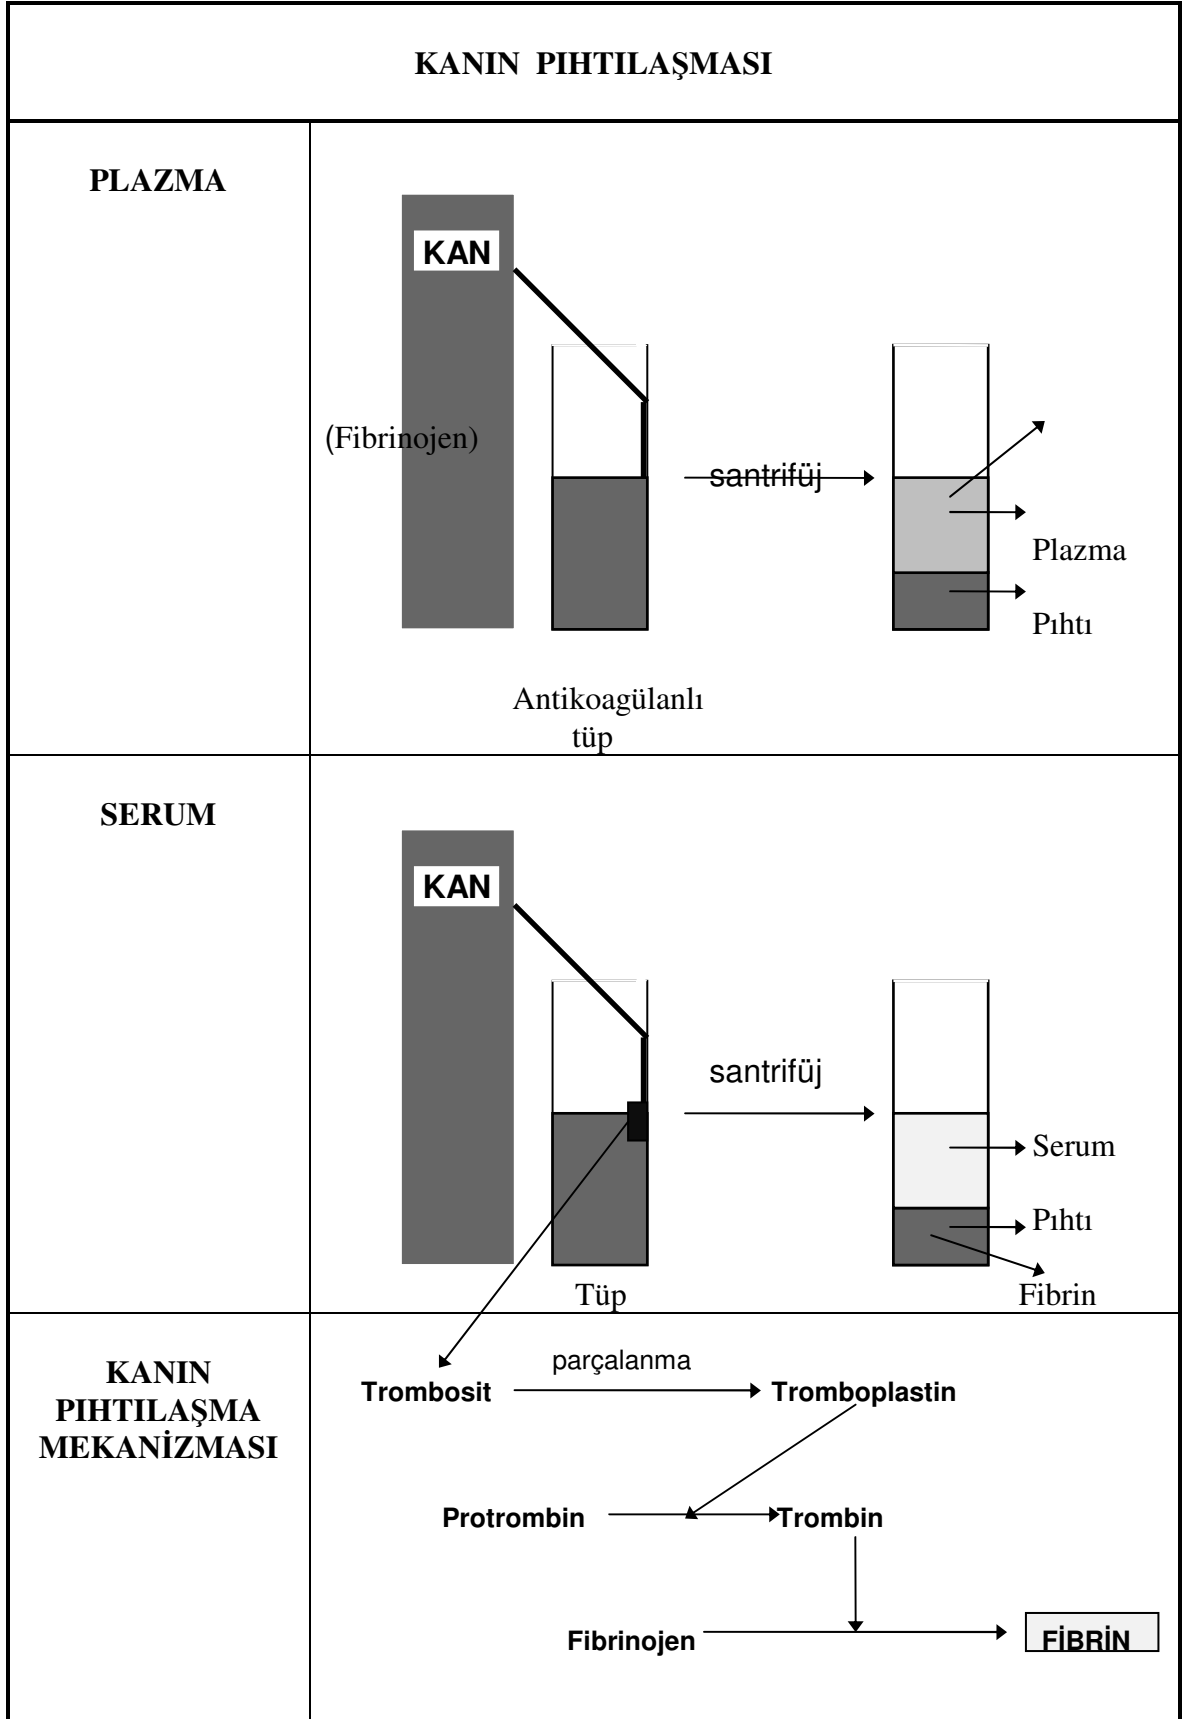 KANIN PIHTILAŞMASI
PLAZMA
KAN
(Fibrinojen)
santrifüj
Plazma
Pıhtı
Antikoagülanlı
tüp
SERUM
KAN
santrifüj
Serum
Pıhtı
Tüp
Fibrin
KANIN
PIHTILAŞMA
MEKANİZMASI
parçalanma
Trombosit
Tromboplastin
Protrombin
Trombin
Fibrinojen
FİBRİN